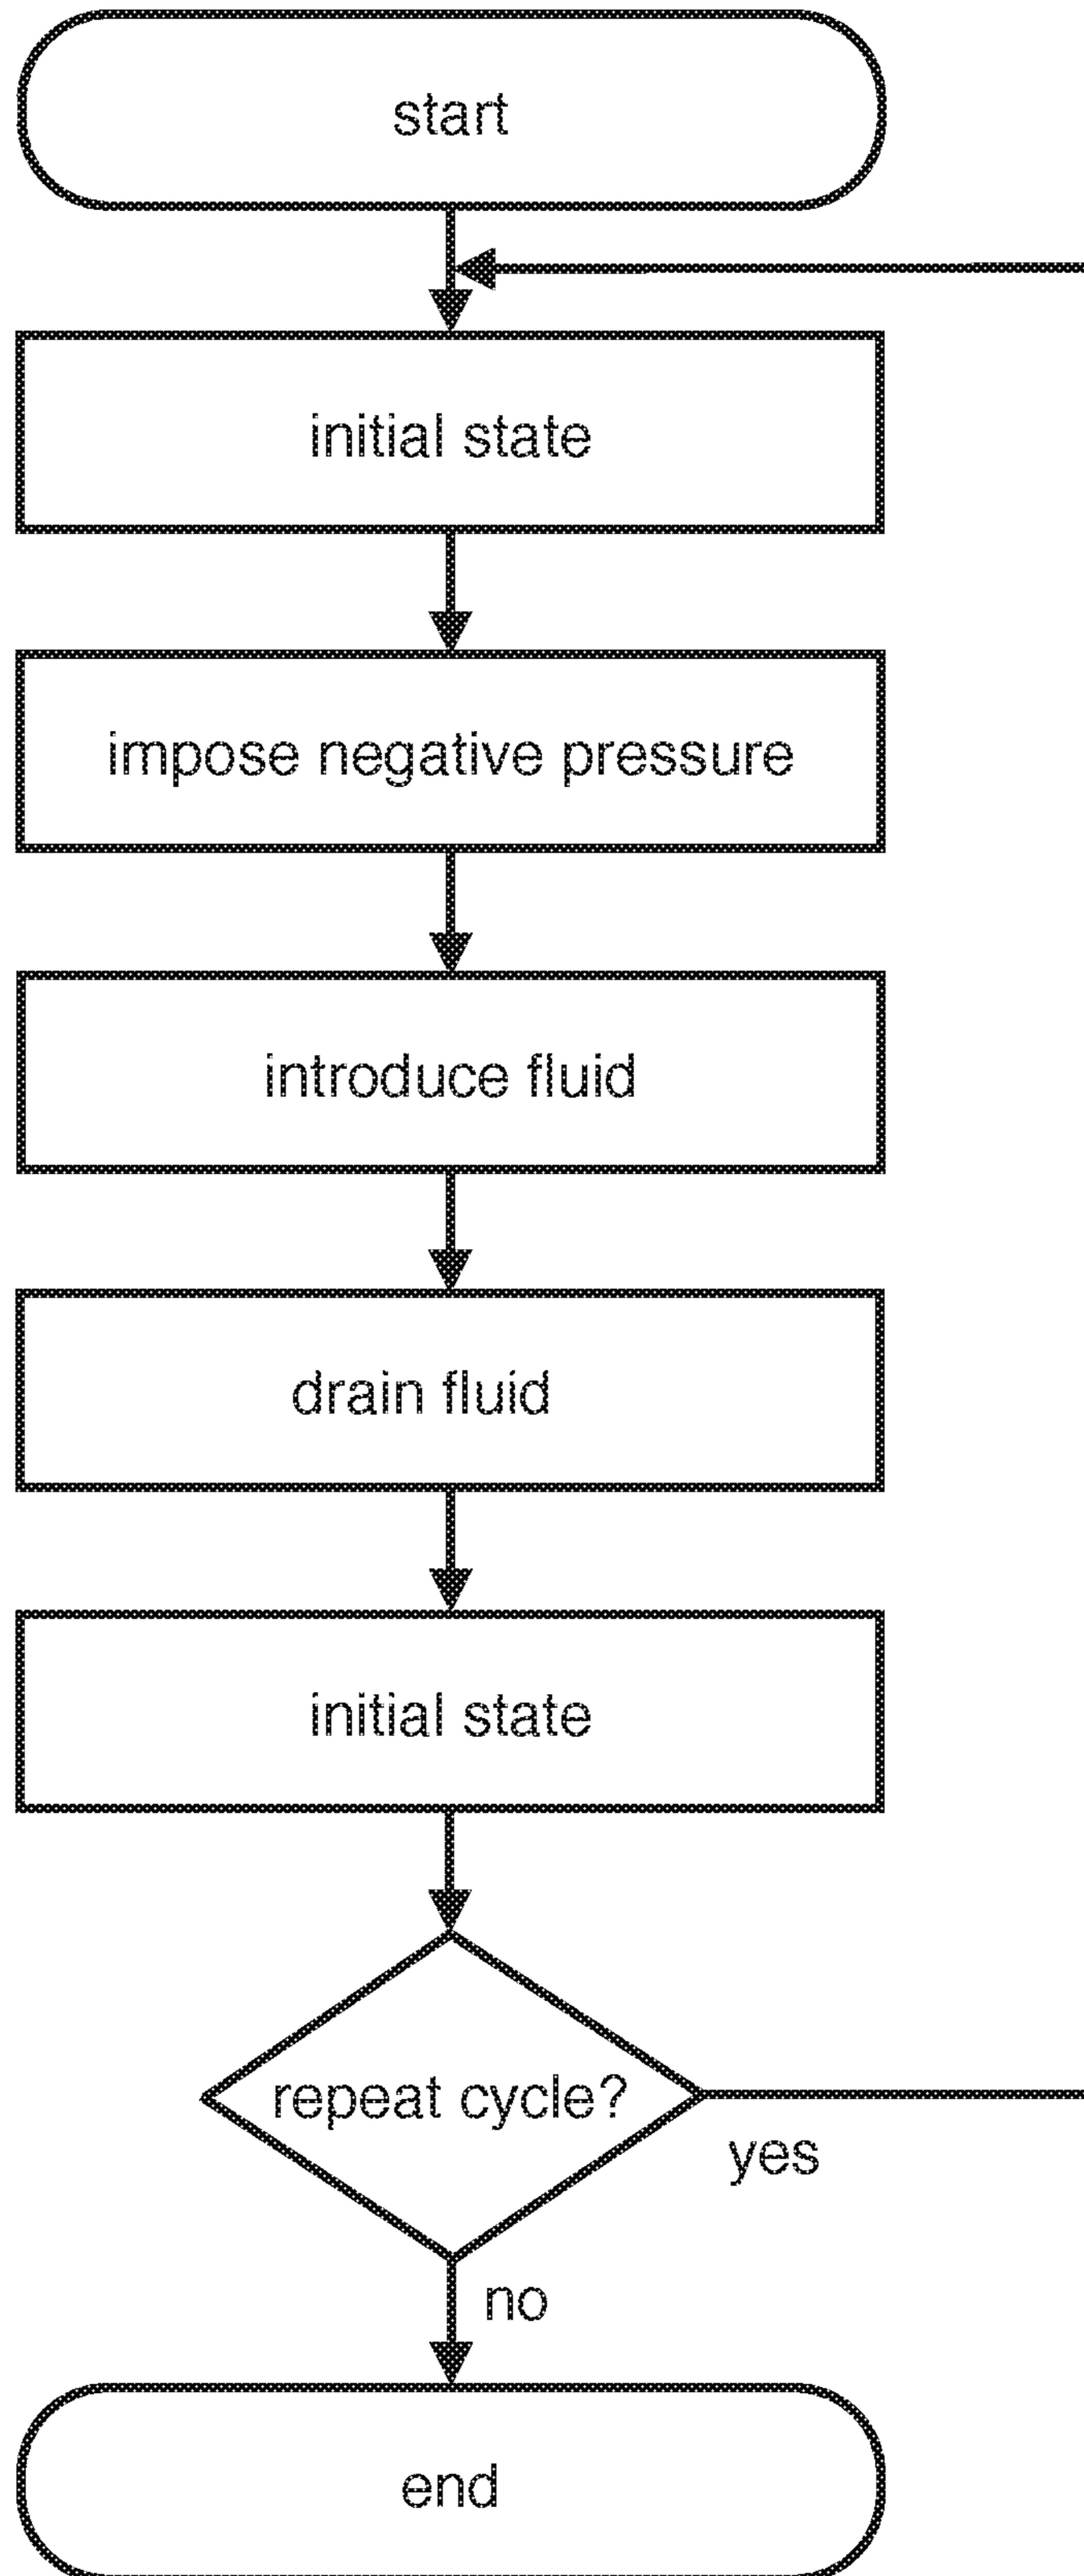 start
initial state
impose negative pressure
introduce fluid
drain fluid
initial state
repeat cycle?
yes
no
end